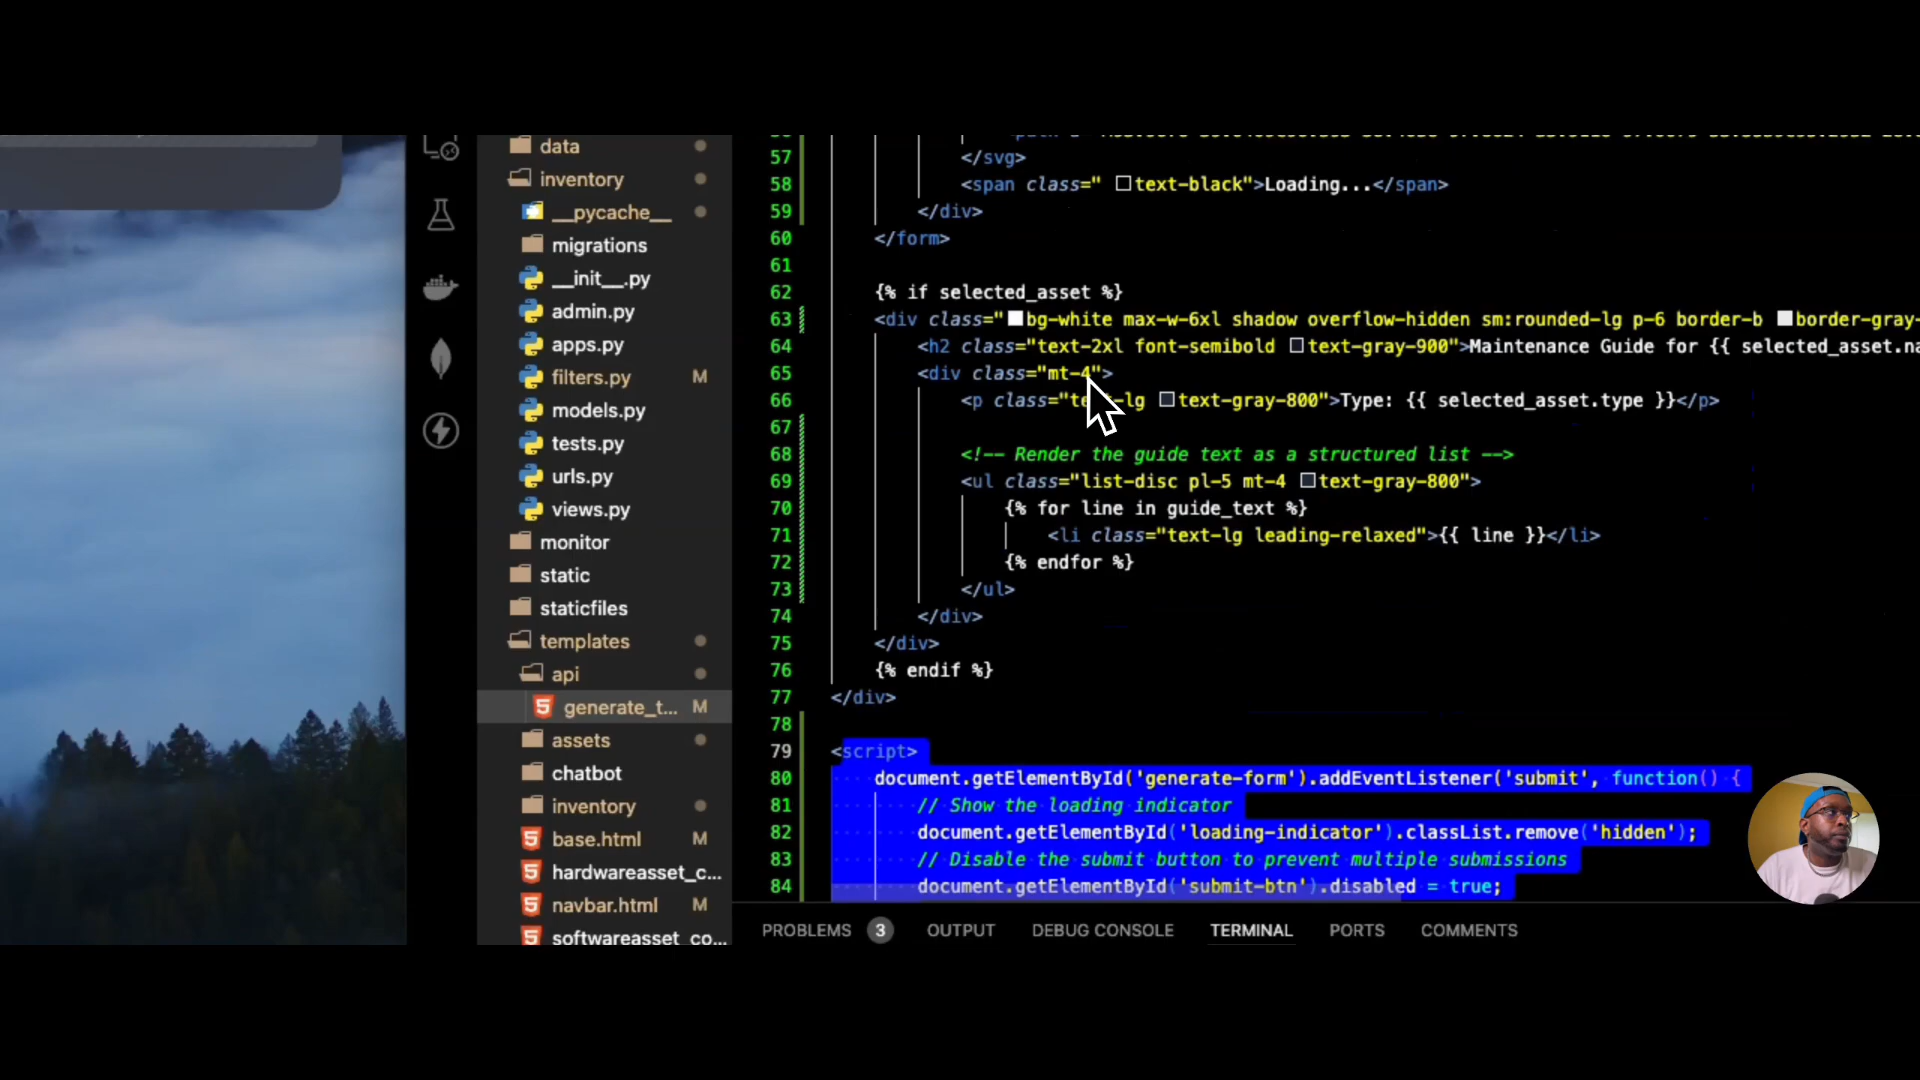 data
inventory
__pycache__
migrations
__init__.py
admin.py
apps.py
filters.py M
models.py
tests.py
urls.py
views.py
monitor
static
staticfiles
templates
api
generate_t... M
assets
chatbot
inventory
base.html M
hardwareasset_c...
navbar.html M
softwareasset_co...
57 </svg>
58 <span class=" text-black">Loading...</span>
59 </div>
60 </form>
61
62 {% if selected_asset %}
63 <div class=" bg-white max-w-6xl shadow overflow-hidden sm:rounded-lg p-6 border-b border-gray-
64 <h2 class="text-2xl font-semibold text-gray-900">Maintenance Guide for {{ selected_asset.na
65 <div class="mt-4">
66 <p class="text-lg text-gray-800">Type: {{ selected_asset.type }}</p>
67
68 <!-- Render the guide text as a structured list -->
69 <ul class="list-disc pl-5 mt-4 text-gray-800">
70 {% for line in guide_text %}
71 <li class="text-lg leading-relaxed">{{ line }}</li>
72 {% endfor %}
73 </ul>
74 </div>
75 </div>
76 {% endif %}
77 </div>
78
79 <script>
80 document.getElementById('generate-form').addEventListener('submit', function() {
81 // Show the loading indicator
82 document.getElementById('loading-indicator').classList.remove('hidden');
83 // Disable the submit button to prevent multiple submissions
84 document.getElementById('submit-btn').disabled = true;
PROBLEMS 3 OUTPUT DEBUG CONSOLE TERMINAL PORTS COMMENTS